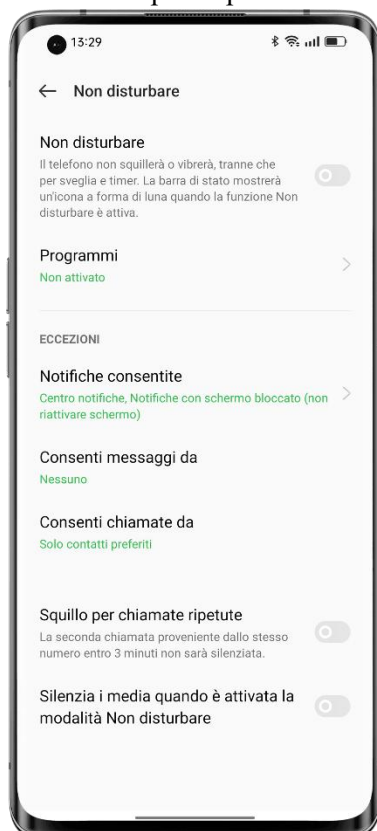 13:29
Non disturbare
Non disturbare
Il telefono non squillerà o vibrerà, tranne che
per sveglia e timer. La barra di stato mostrerà
un'icona a forma di luna quando la funzione Non
disturbare è attiva.
Programmi
Non attivato
ECCEZIONI
Notifiche consentite
Centro notifiche, Notifiche con schermo bloccato (non
riattivare schermo)
Consenti messaggi da
Nessuno
Consenti chiamate da
Solo contatti preferiti
Squillo per chiamate ripetute
La seconda chiamata proveniente dallo stesso
numero entro 3 minuti non sarà silenziata.
Silenzia i media quando è attivata la
modalità Non disturbare